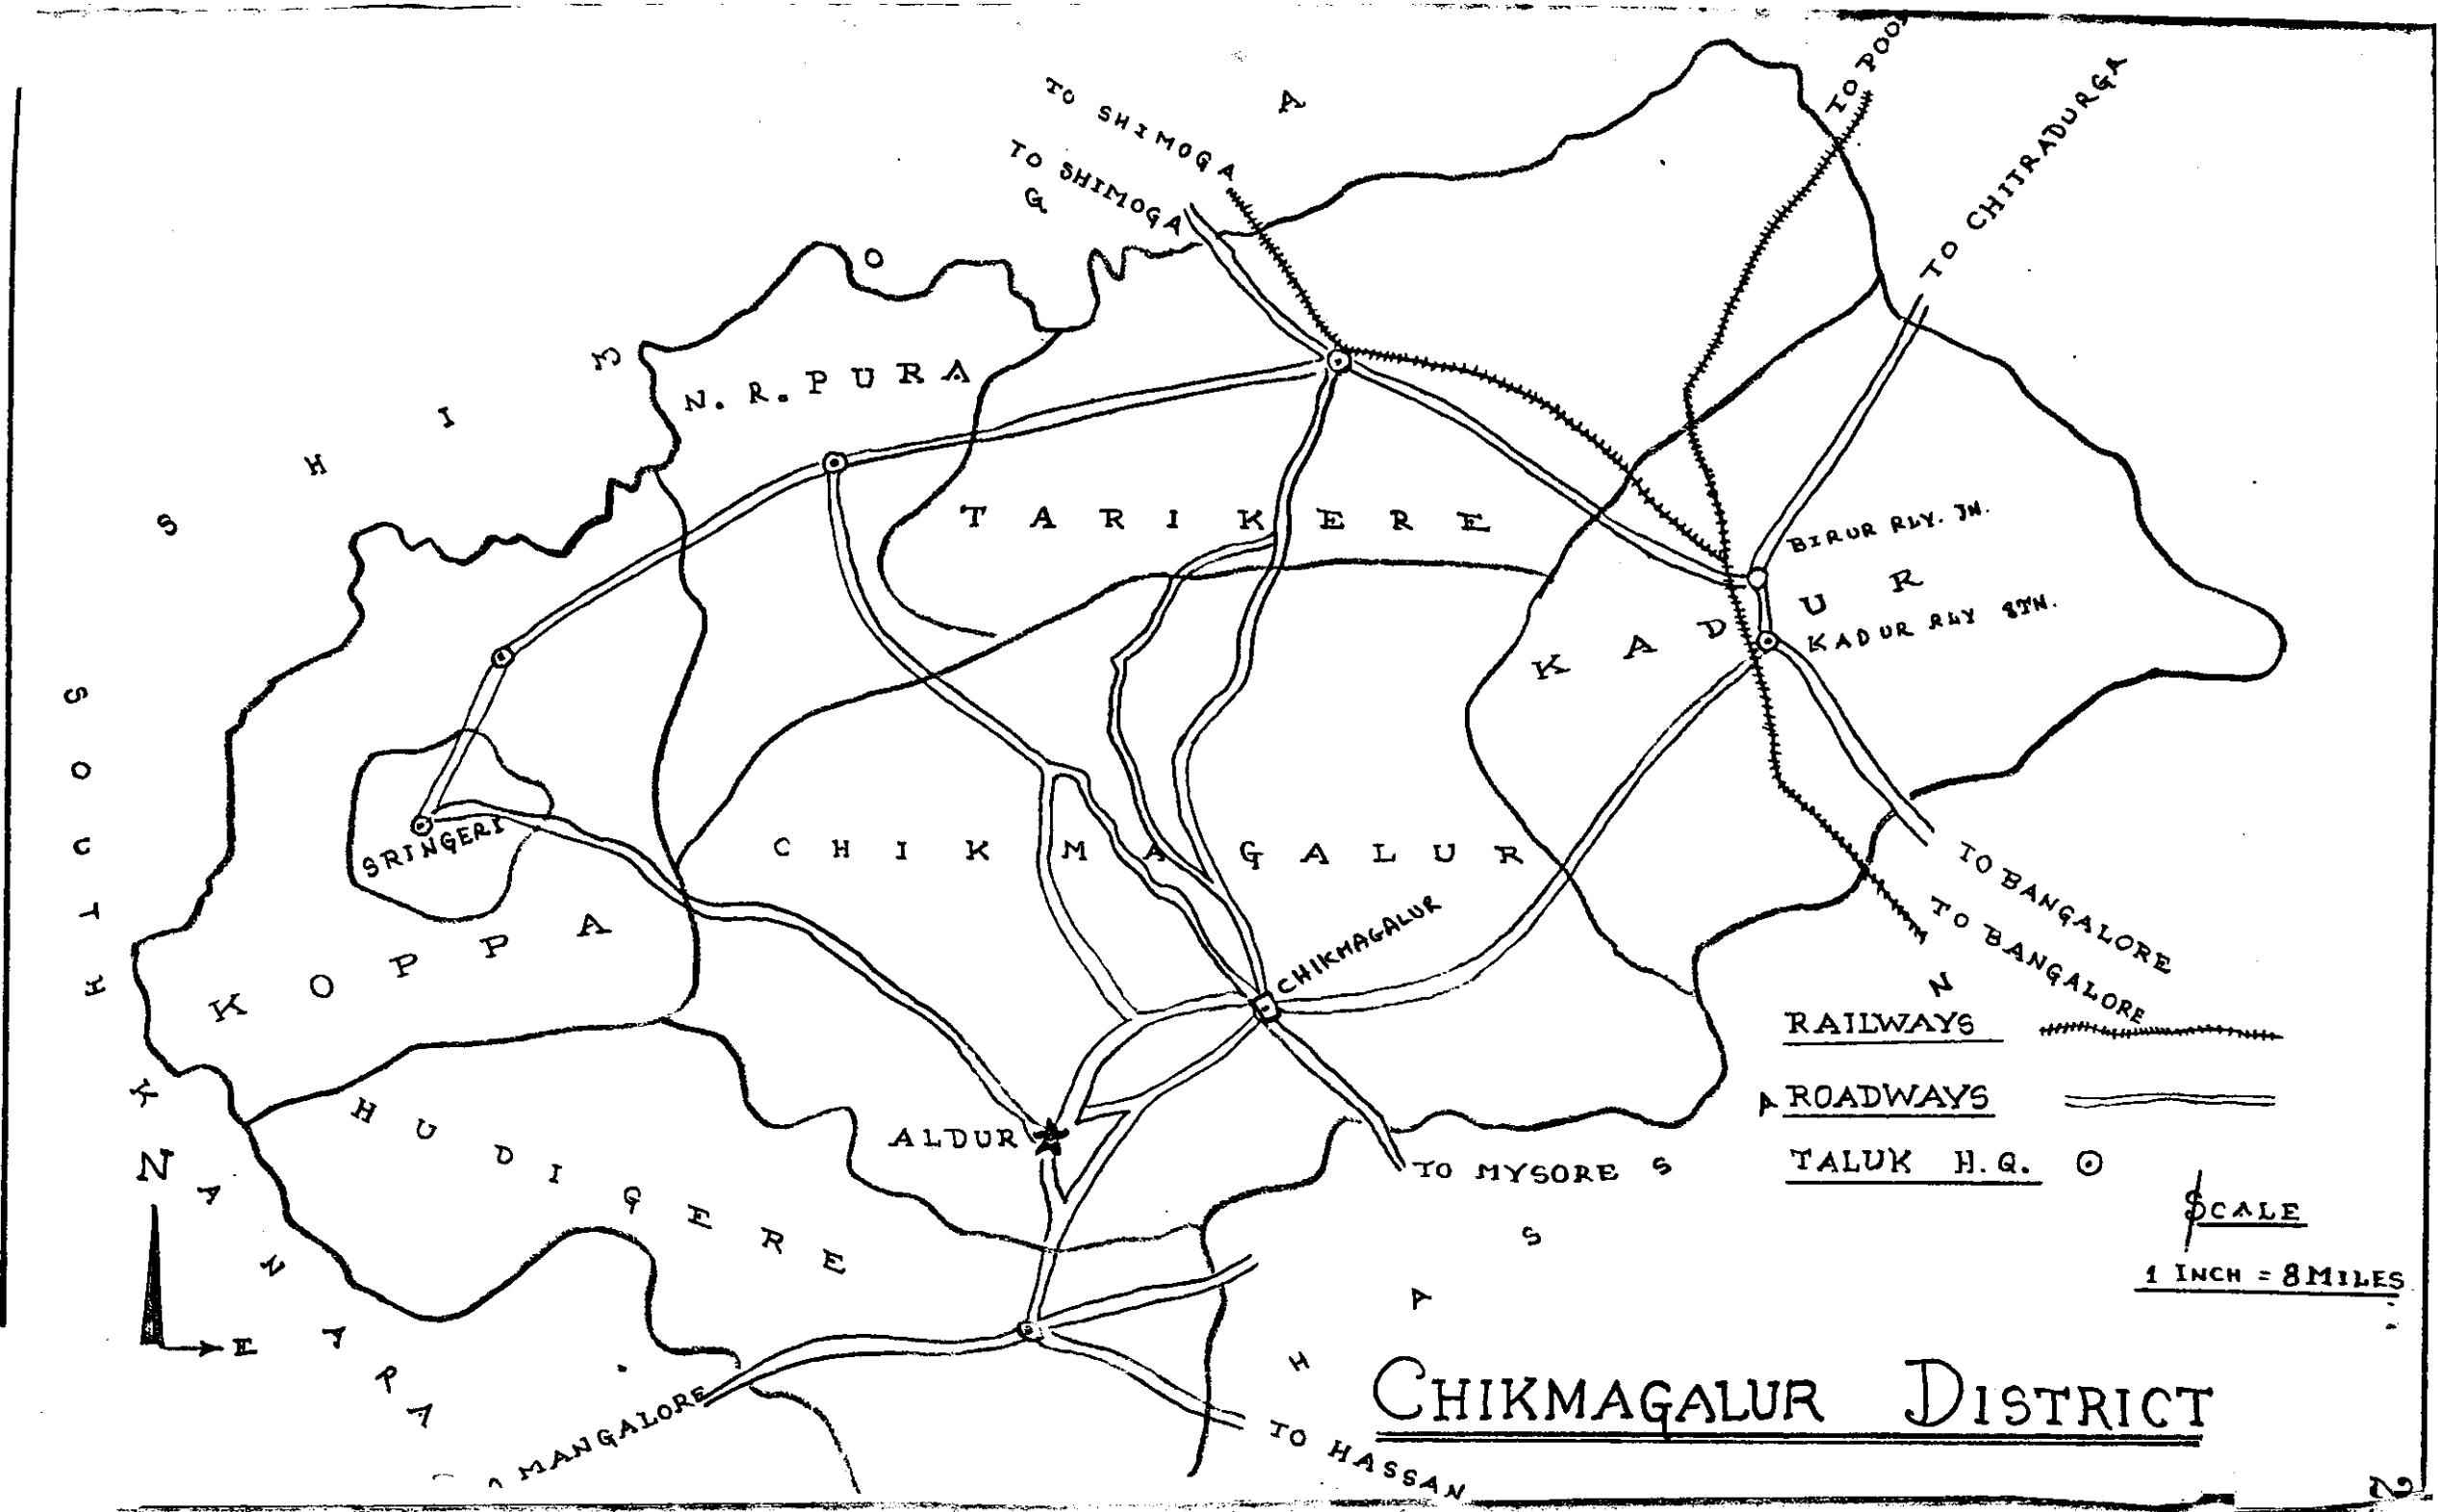 TO SHIMOGA
TO SHIMOGA
TO POO
TO CHITRADURGA
SHIMOGA
N.R. PURA
TARIKERE
BIRUR RLY. JN.
KADUR
KADUR RLY STN.
SOUTH KANARA
SRINGERI
CHIKMAGALUR
KOPPA
CHIKMAGALUR
TO BANGALORE
TO BANGALORE
HUDIGERE
ALDUR
TO MYSORE
HASSAN
RAILWAYS
ROADWAYS
TALUK H.Q.
SCALE
1 INCH = 8 MILES
N
E
MANGALORE
TO HASSAN
CHIKMAGALUR DISTRICT
2